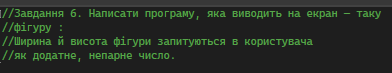 //Завдання 6. Написати програму, яка виводить на екран – таку
//фігуру :
//Ширина й висота фігури запитуються в користувача
//як додатне, непарне число.